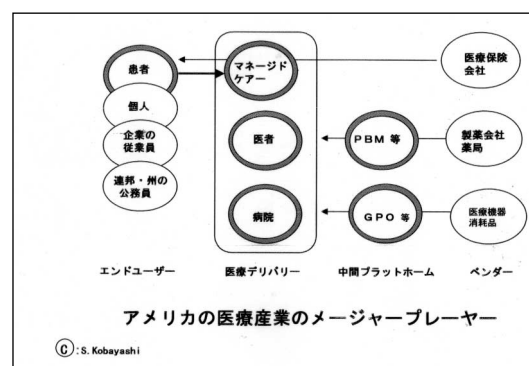 患者
個人
企業の
従業員
連邦・州の
公務員
マネージド
ケアー
医者
病院
PBM 等
GPO 等
医療保険
会社
製薬会社
薬局
医療機器
消耗品
エンドユーザー
医療デリバリー
中間プラットホーム
ベンダー
アメリカの医療産業のメージャープレーヤー
Ⓒ:S. Kobayashi